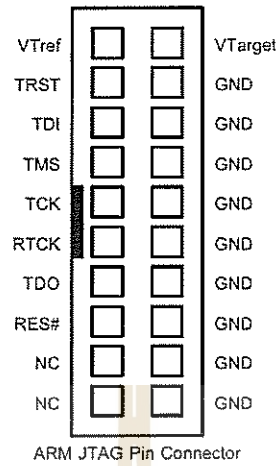 VTref VTarget
TRST GND
TDI GND
TMS GND
TCK GND
RTCK GND
TDO GND
RES# GND
NC GND
NC GND
ARM JTAG Pin Connector